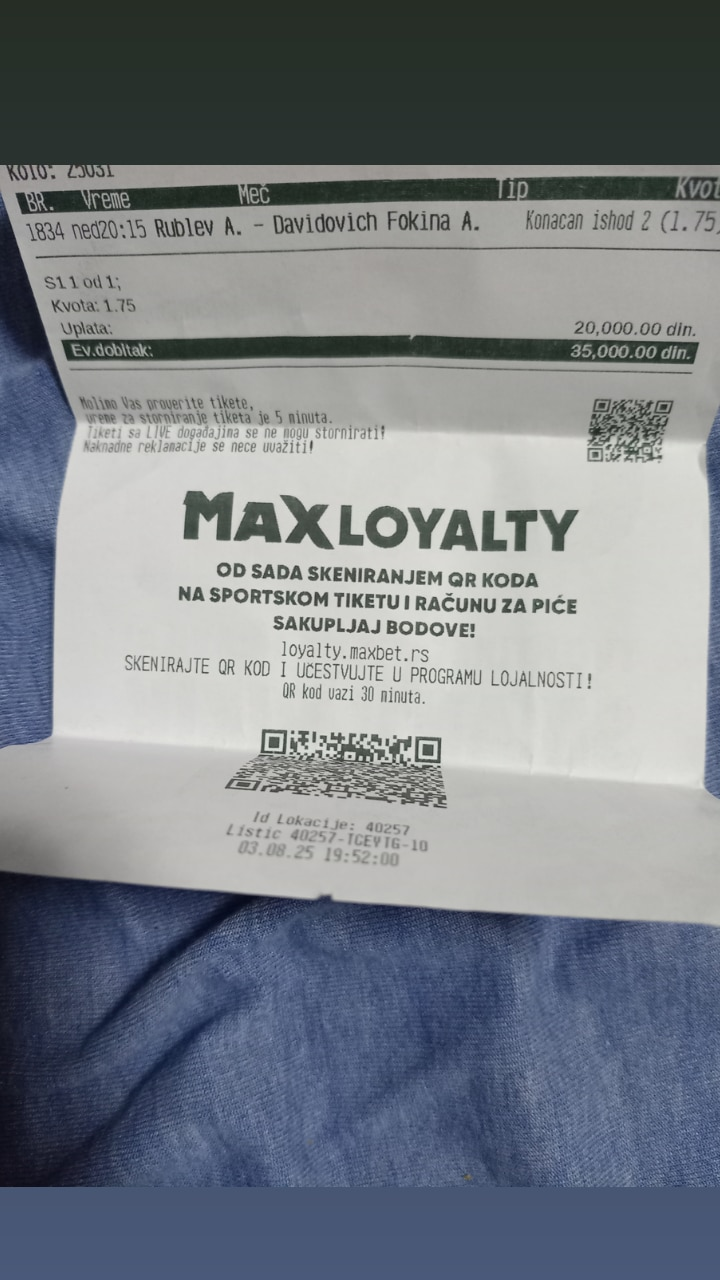 Kolo: 25031
BR. Vreme Meč Tip Kvot
1834 ned20:15 Rublev A. - Davidovich Fokina A. Konacan ishod 2 (1.75)
S1 1 od 1;
Kvota: 1.75
Uplata: 20,000.00 din.
Ev.dobitak: 35,000.00 din.
Molimo Vas proverite tikete,
vreme za storniranje tiketa je 5 minuta.
Tiketi sa LIVE događajima se ne mogu stornirati!
Naknadne reklamacije se nece uvažiti!
MAXLOYALTY
OD SADA SKENIRANJEM QR KODA
NA SPORTSKOM TIKETU I RAČUNU ZA PIĆE
SAKUPLJAJ BODOVE!
loyalty.maxbet.rs
SKENIRAJTE QR KOD I UČESTVUJTE U PROGRAMU LOJALNOSTI!
QR kod vazi 30 minuta.
Id Lokacije: 40257
Listic 40257-TCEYTG-10
03.08.25 19:52:00